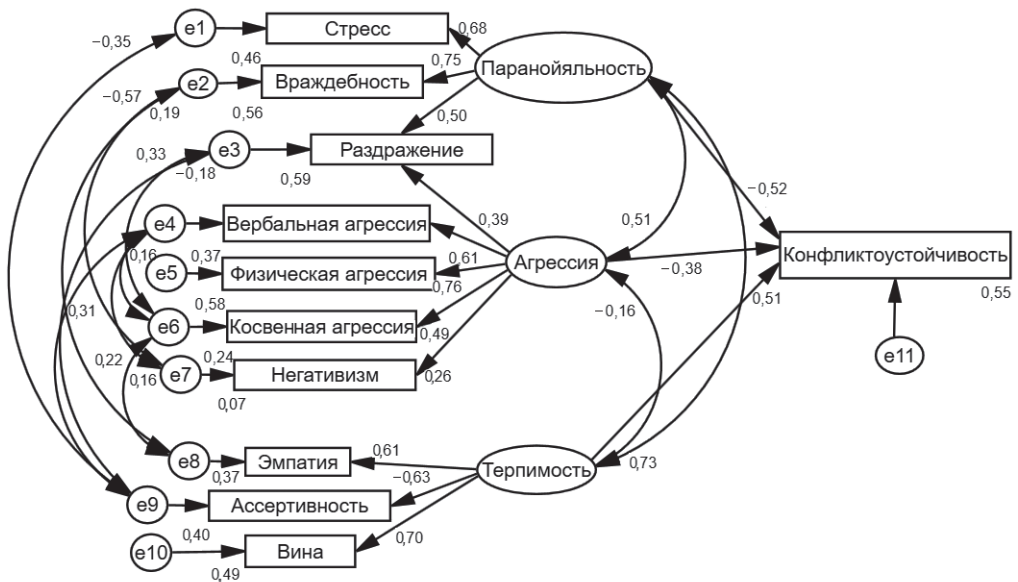 e1
Стресс
0,68
−0,35
0,46
0,75
Паранойяльность
e2
Враждебность
−0,57
0,19
0,56
0,50
e3
Раздражение
0,33
−0,18
0,59
−0,52
e4
Вербальная агрессия
0,39
0,51
Конфликтоустойчивость
0,16
0,37
0,61
e5
Физическая агрессия
Агрессия
−0,38
0,76
0,51
0,55
0,31
0,58
−0,16
e6
Косвенная агрессия
0,49
0,22
0,24
e11
0,16
e7
Негативизм
0,26
0,07
0,61
e8
Эмпатия
0,37
−0,63
Терпимость
0,73
e9
Ассертивность
0,40
0,70
e10
Вина
0,49